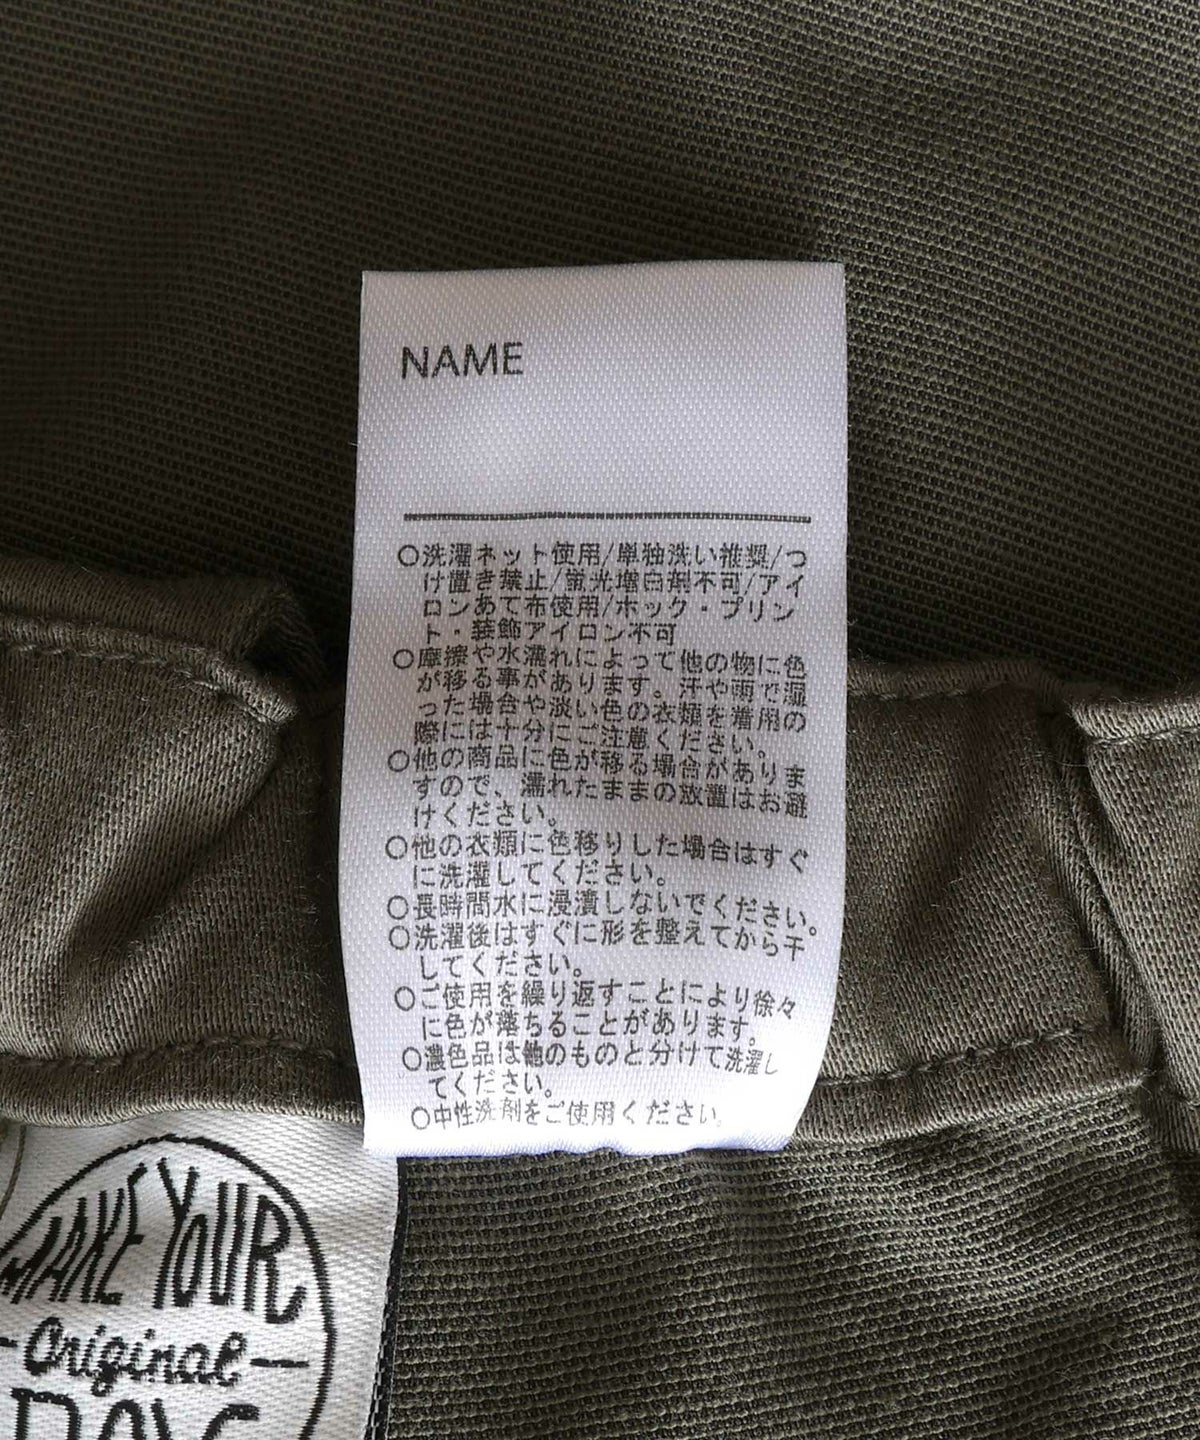 NAME
○洗濯ネット使用/単独洗い推奨/つ
け置き禁止/蛍光増白剤不可/アイ
ロンあて布使用/ホック・プリン
ト・装飾アイロン不可
○摩擦や水濡れによって他の物に色
が移る事があります。汗や雨で湿
った場合や淡い色の衣類を着用の
際には十分にご注意ください。
○他の商品に色が移る場合がありま
すので、濡れたままの放置はお避
けください。
○他の衣類に色移りした場合はすぐ
に洗濯してください。
○長時間水に浸漬しないでください。
○洗濯後はすぐに形を整えてから干
してください。
○ご使用を繰り返すことにより徐々
に色が落ちることがあります。
○濃色品は他のものと分けて洗濯し
てください。
○中性洗剤をご使用ください。
MAKE YOUR
Original